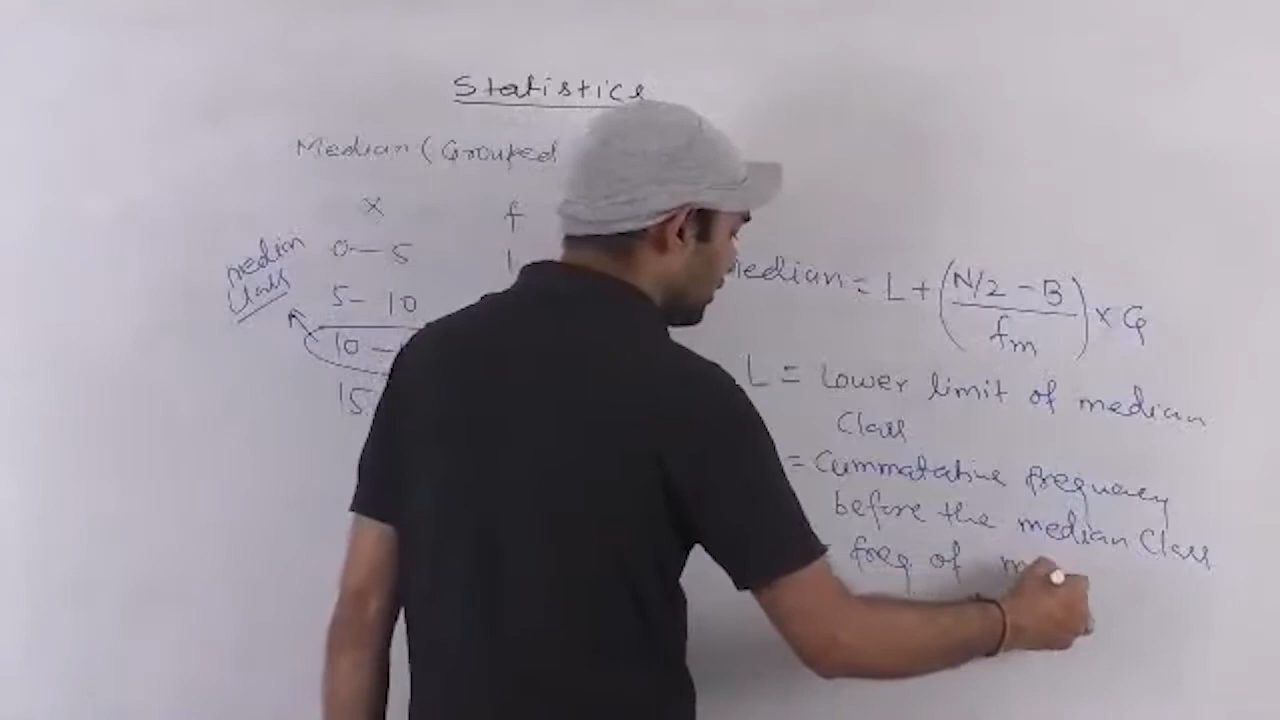 Statistics
Median (Grouped
x f
0 — 5
5 - 10
10 -
15
median
Class
Median = L + (N/2 - B / fm) × G
L = Lower limit of median
Class
= Cummatative frequency
before the median Class
freq of m